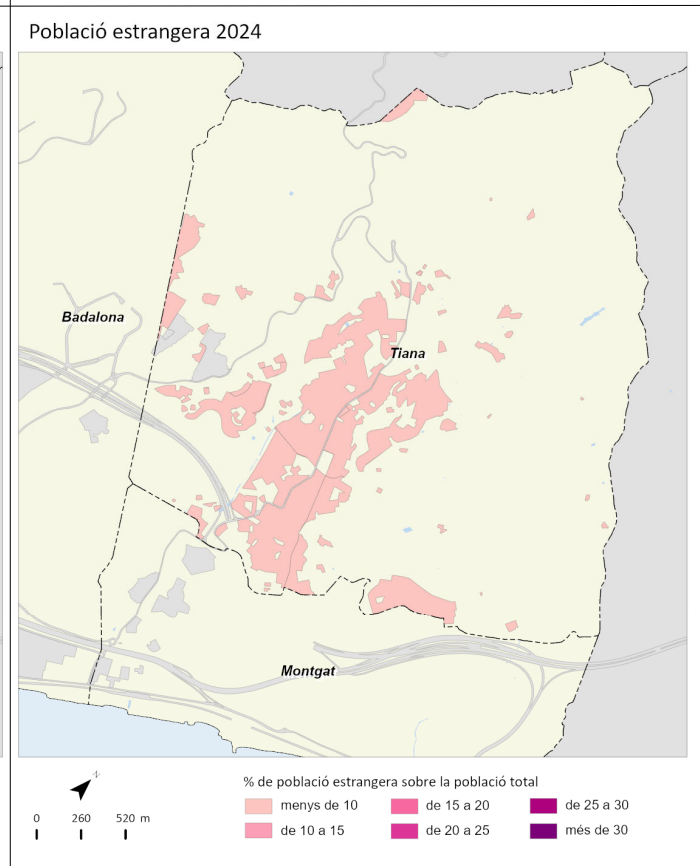 Població estrangera 2024
Badalona
Tiana
Montgat
N
0 260 520 m
% de població estrangera sobre la població total
menys de 10
de 15 a 20
de 25 a 30
de 10 a 15
de 20 a 25
més de 30